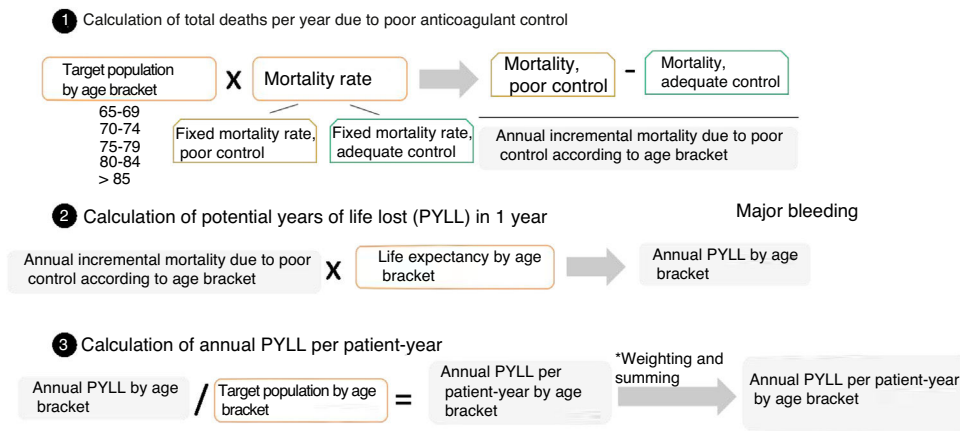 1 Calculation of total deaths per year due to poor anticoagulant control
Target population
by age bracket
X
Mortality rate
Mortality,
poor control
-
Mortality,
adequate control
65-69
70-74
75-79
80-84
> 85
Fixed mortality rate,
poor control
Fixed mortality rate,
adequate control
Annual incremental mortality due to poor
control according to age bracket
2 Calculation of potential years of life lost (PYLL) in 1 year
Major bleeding
Annual incremental mortality due to poor
control according to age bracket
X
Life expectancy by age
bracket
Annual PYLL by age
bracket
3 Calculation of annual PYLL per patient-year
Annual PYLL by age
bracket
/
Target population by age
bracket
=
Annual PYLL per
patient-year by age
bracket
*Weighting and
summing
Annual PYLL per patient-year
by age bracket